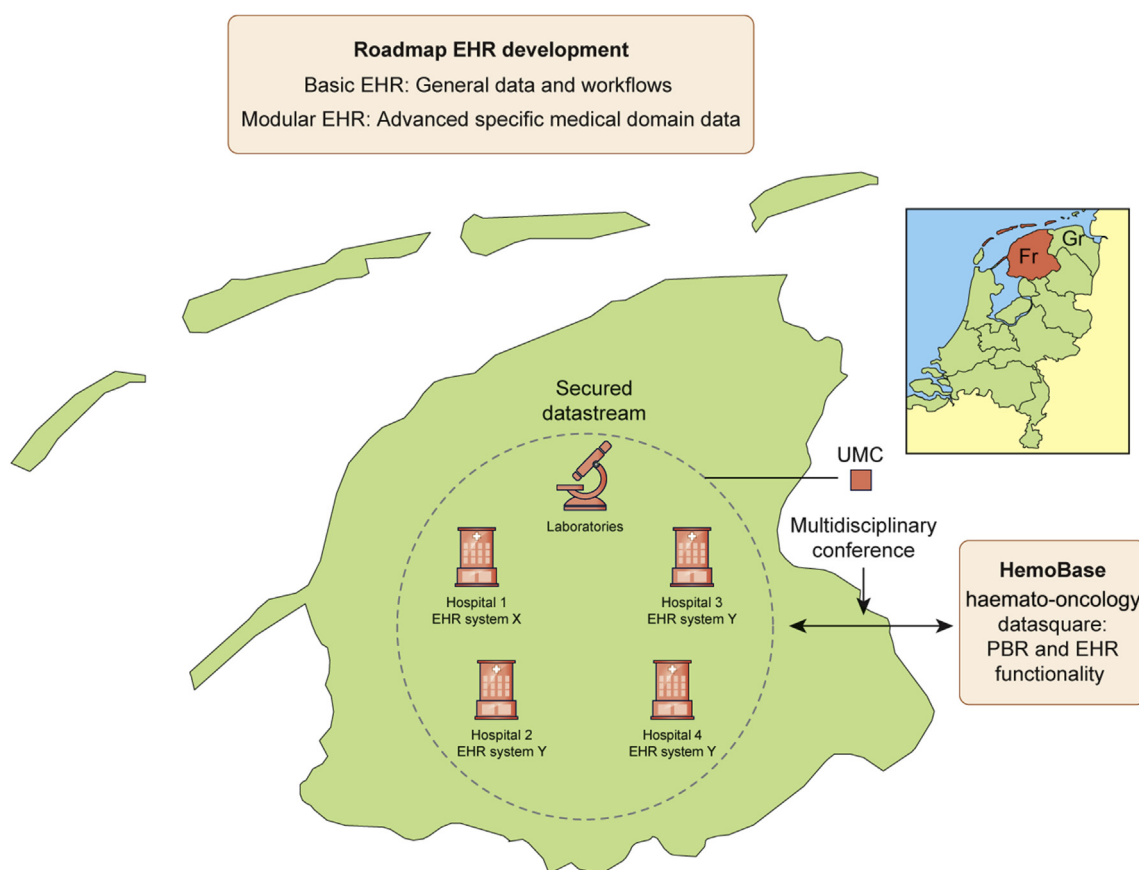 Roadmap EHR development
Basic EHR: General data and workflows
Modular EHR: Advanced specific medical domain data
Fr
Gr
Secured
datastream
Laboratories
UMC
Multidisciplinary
conference
Hospital 1
EHR system X
Hospital 3
EHR system Y
HemoBase
haemato-oncology
datasquare:
PBR and EHR
functionality
Hospital 2
EHR system Y
Hospital 4
EHR system Y